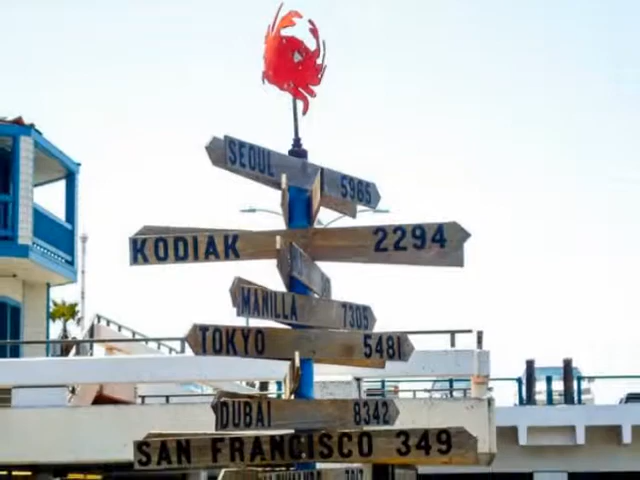 SEOUL 5965
KODIAK 2294
MANILLA 7305
TOKYO 5481
DUBAI 8342
SAN FRANCISCO 349